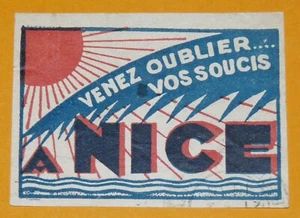 VENEZ OUBLIER....
VOS SOUCIS
A NICE